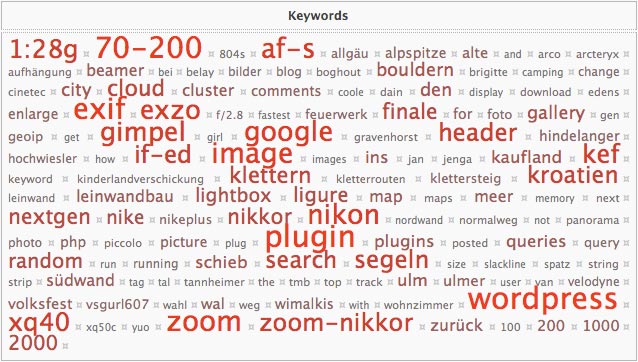 Keywords
1:28g ¤ 70-200 ¤ 804s ¤ af-s ¤ allgäu ¤ alpspitze ¤ alte ¤ and ¤ arco ¤ arcteryx ¤
aufhängung ¤ beamer ¤ bei ¤ belay ¤ bilder ¤ blog ¤ boghout ¤ bouldern ¤ brigitte ¤ camping ¤ change ¤
cinetec ¤ city ¤ cloud ¤ cluster ¤ comments ¤ coole ¤ dain ¤ den ¤ display ¤ download ¤ edens ¤
enlarge ¤ exif ¤ exzo ¤ f/2.8 ¤ fastest ¤ feuerwerk ¤ finale ¤ for ¤ foto ¤ gallery ¤ gen ¤
geoip ¤ get ¤ gimpel ¤ girl ¤ google ¤ gravenhorst ¤ header ¤ hindelanger ¤
hochwiesler ¤ how ¤ if-ed ¤ image ¤ images ¤ ins ¤ jan ¤ jenga ¤ kaufland ¤ kef ¤
keyword ¤ kinderlandverschickung ¤ klettern ¤ kletterrouten ¤ klettersteig ¤ kroatien ¤
leinwand ¤ leinwandbau ¤ lightbox ¤ ligure ¤ map ¤ maps ¤ meer ¤ memory ¤ next ¤
nextgen ¤ nike ¤ nikeplus ¤ nikkor ¤ nikon ¤ nordwand ¤ normalweg ¤ not ¤ panorama ¤
photo ¤ php ¤ piccolo ¤ picture ¤ plug ¤ plugin ¤ plugins ¤ posted ¤ queries ¤ query ¤
random ¤ run ¤ running ¤ schieb ¤ search ¤ segeln ¤ size ¤ slackline ¤ spatz ¤ string ¤
strip ¤ südwand ¤ tag ¤ tal ¤ tannheimer ¤ the ¤ tmb ¤ top ¤ track ¤ ulm ¤ ulmer ¤ user ¤ van ¤ velodyne ¤
volksfest ¤ vsgurl607 ¤ wahl ¤ wal ¤ weg ¤ wimalkis ¤ with ¤ wohnzimmer ¤ wordpress ¤
xq40 ¤ xq50c ¤ yuo ¤ zoom ¤ zoom-nikkor ¤ zurück ¤ 100 ¤ 200 ¤ 1000 ¤
2000 ¤